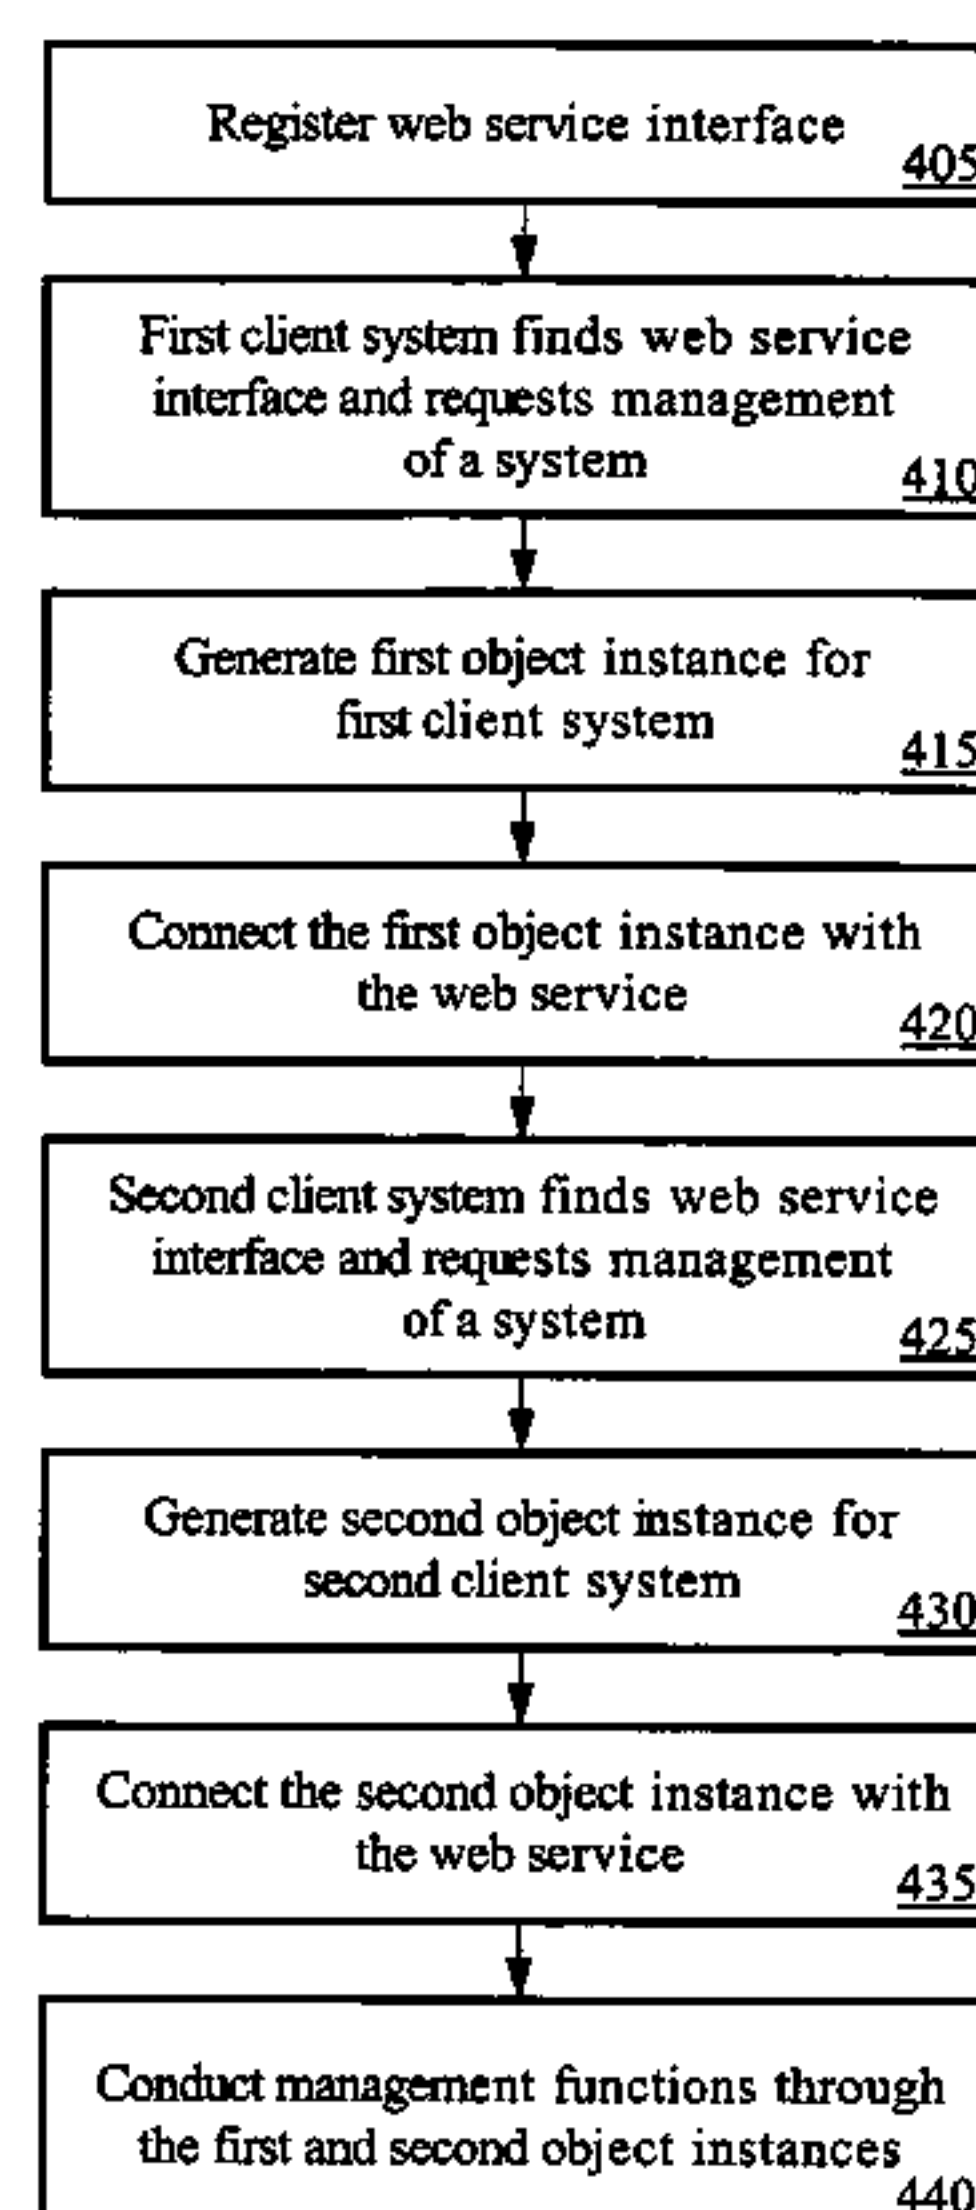 Register web service interface
405
First client system finds web service
interface and requests management
of a system
410
Generate first object instance for
first client system
415
Connect the first object instance with
the web service
420
Second client system finds web service
interface and requests management
of a system
425
Generate second object instance for
second client system
430
Connect the second object instance with
the web service
435
Conduct management functions through
the first and second object instances
440